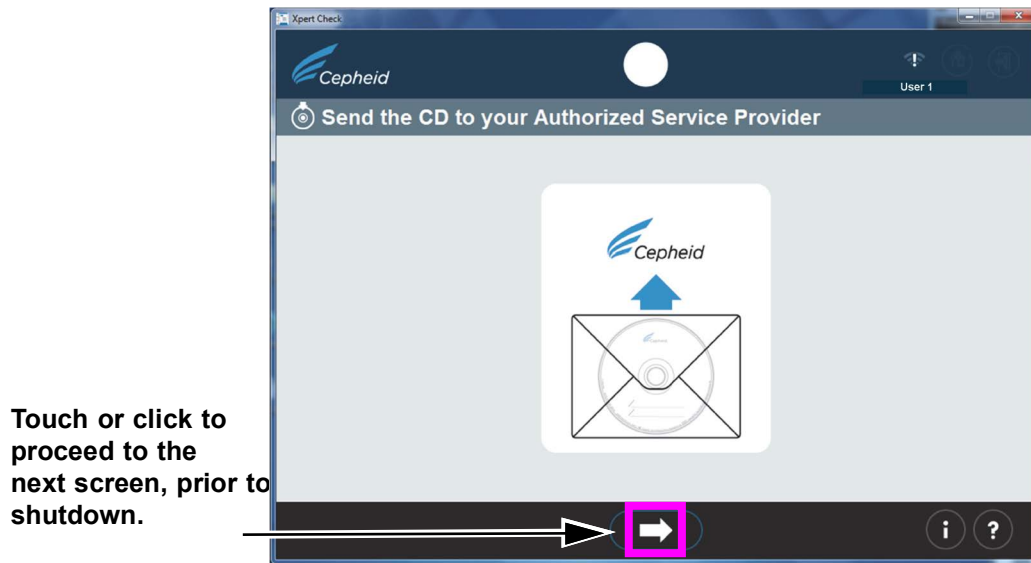 Xpert Check
Cepheid
User 1
Send the CD to your Authorized Service Provider
Cepheid
Touch or click to
proceed to the
next screen, prior to
shutdown.
i
?